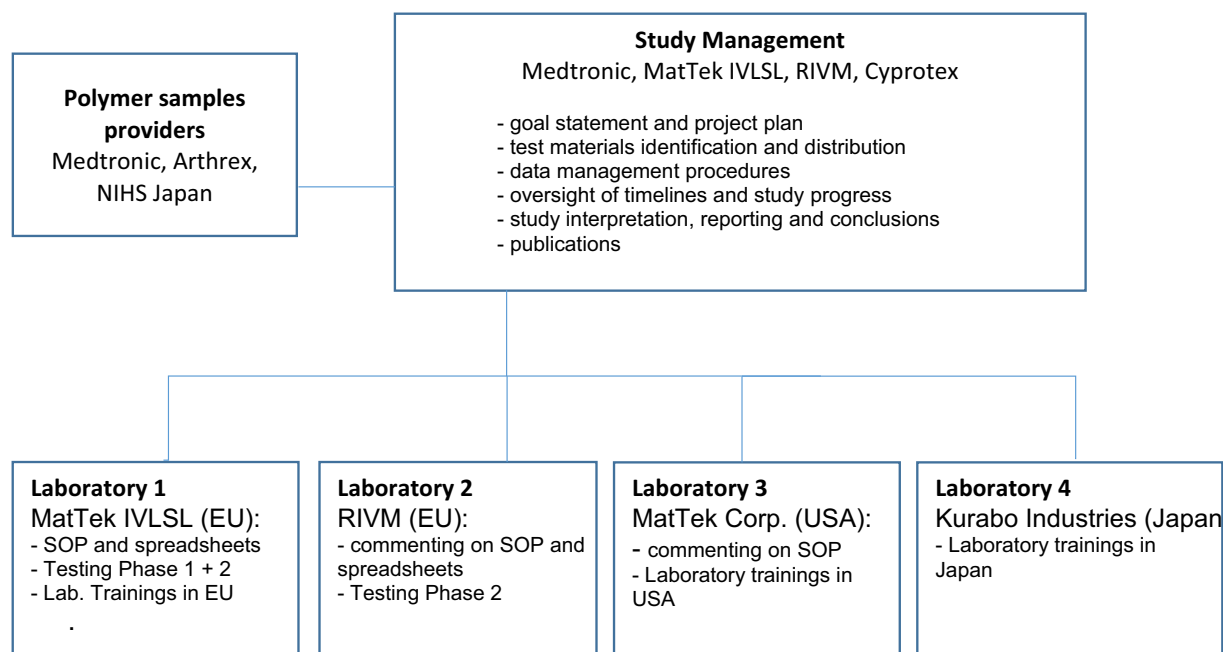 Polymer samples
providers
Medtronic, Arthrex,
NIHS Japan
Study Management
Medtronic, MatTek IVLSL, RIVM, Cyprotex
- goal statement and project plan
- test materials identification and distribution
- data management procedures
- oversight of timelines and study progress
- study interpretation, reporting and conclusions
- publications
Laboratory 1
MatTek IVLSL (EU):
- SOP and spreadsheets
- Testing Phase 1 + 2
- Lab. Trainings in EU
.
Laboratory 2
RIVM (EU):
- commenting on SOP and
spreadsheets
- Testing Phase 2
Laboratory 3
MatTek Corp. (USA):
- commenting on SOP
- Laboratory trainings in
USA
Laboratory 4
Kurabo Industries (Japan
- Laboratory trainings in
Japan